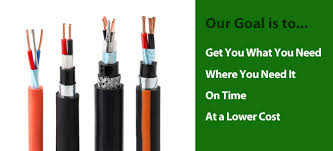 Our Goal is to...
Get You What You Need
Where You Need It
On Time
At a Lower Cost